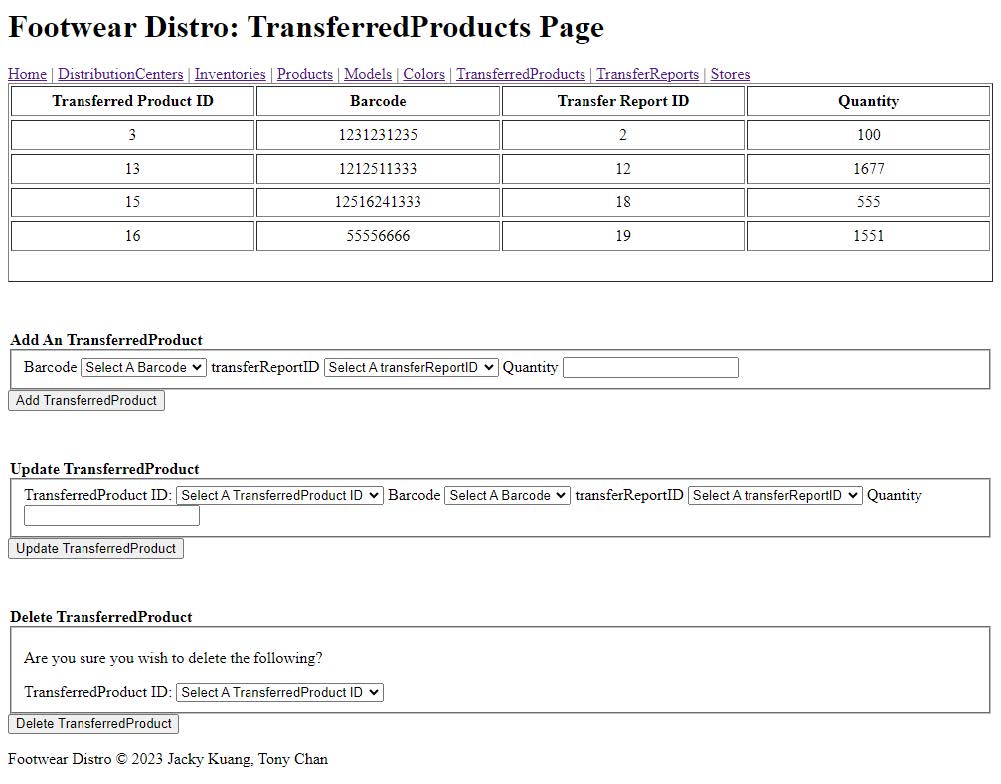 Footwear Distro: TransferredProducts Page
Home | DistributionCenters | Inventories | Products | Models | Colors | TransferredProducts | TransferReports | Stores
Transferred Product ID Barcode Transfer Report ID Quantity
3 1231231235 2 100
13 1212511333 12 1677
15 12516241333 18 555
16 55556666 19 1551
Add An TransferredProduct
Barcode Select A Barcode transferReportID Select A transferReportID Quantity
Add TransferredProduct
Update TransferredProduct
TransferredProduct ID: Select A TransferredProduct ID Barcode Select A Barcode transferReportID Select A transferReportID Quantity
Update TransferredProduct
Delete TransferredProduct
Are you sure you wish to delete the following?
TransferredProduct ID: Select A TransferredProduct ID
Delete TransferredProduct
Footwear Distro © 2023 Jacky Kuang, Tony Chan